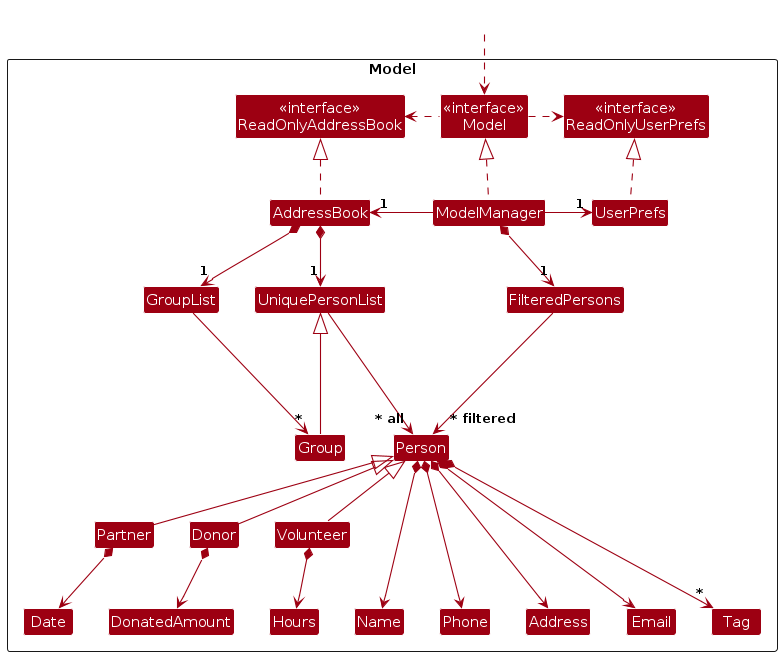 Model
«interface»
ReadOnlyAddressBook
«interface»
Model
«interface»
ReadOnlyUserPrefs
AddressBook
1
ModelManager
1
UserPrefs
1
1
1
GroupList
UniquePersonList
FilteredPersons
*
* all
* filtered
Group
Person
Partner
Donor
Volunteer
*
Date
DonatedAmount
Hours
Name
Phone
Address
Email
Tag